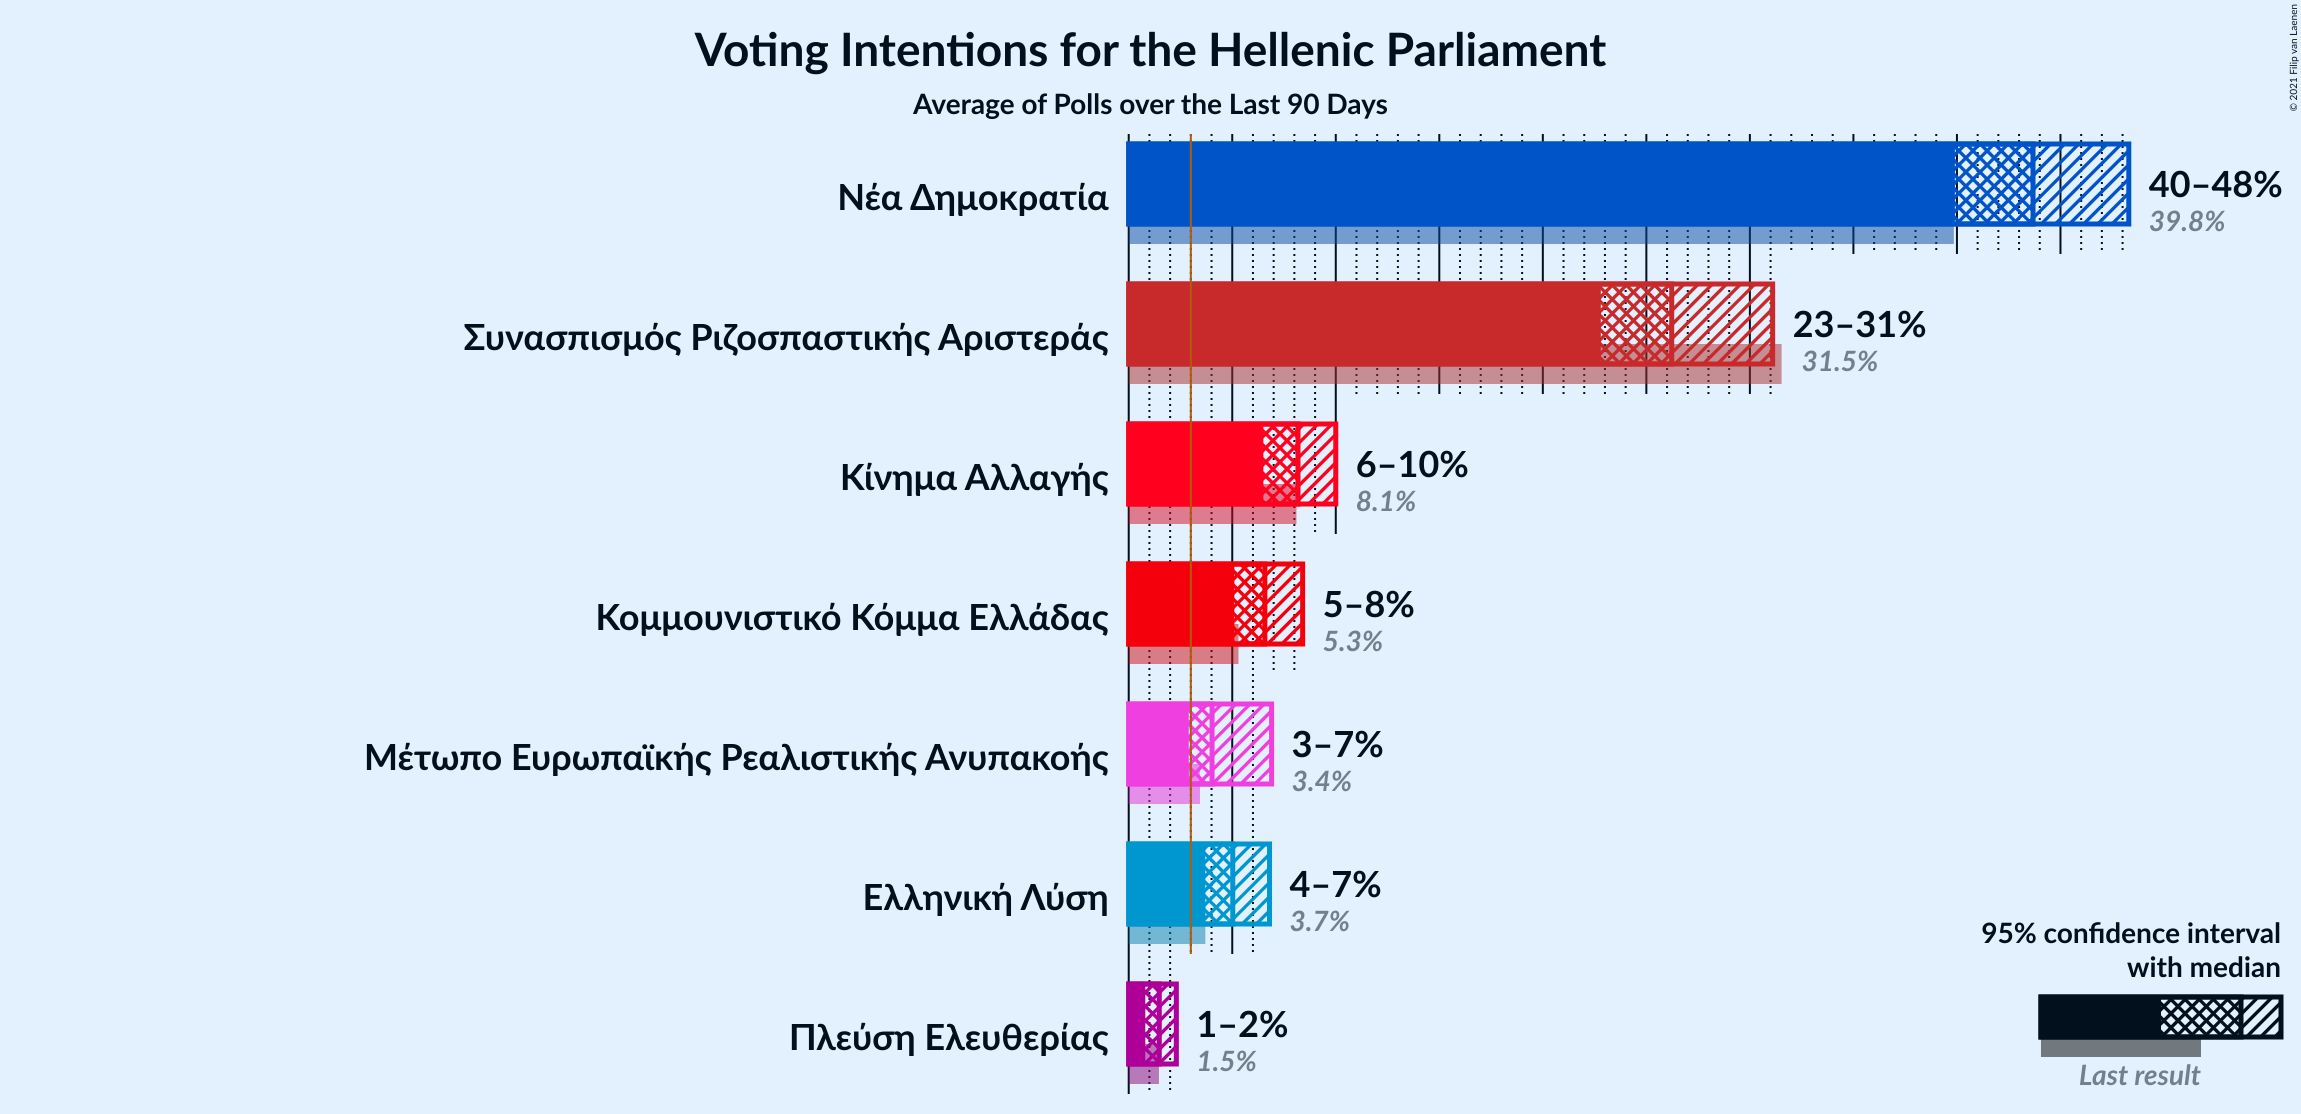 © 2021 Filip van Laenen
Voting Intentions for the Hellenic Parliament
Average of Polls over the Last 90 Days
Νέα Δημοκρατία
40–48%
39.8%
Συνασπισμός Ριζοσπαστικής Αριστεράς
23–31%
31.5%
Κίνημα Αλλαγής
6–10%
8.1%
Κομμουνιστικό Κόμμα Ελλάδας
5–8%
5.3%
Μέτωπο Ευρωπαϊκής Ρεαλιστικής Ανυπακοής
3–7%
3.4%
Ελληνική Λύση
4–7%
3.7%
Πλεύση Ελευθερίας
1–2%
1.5%
95% confidence interval
with median
Last result